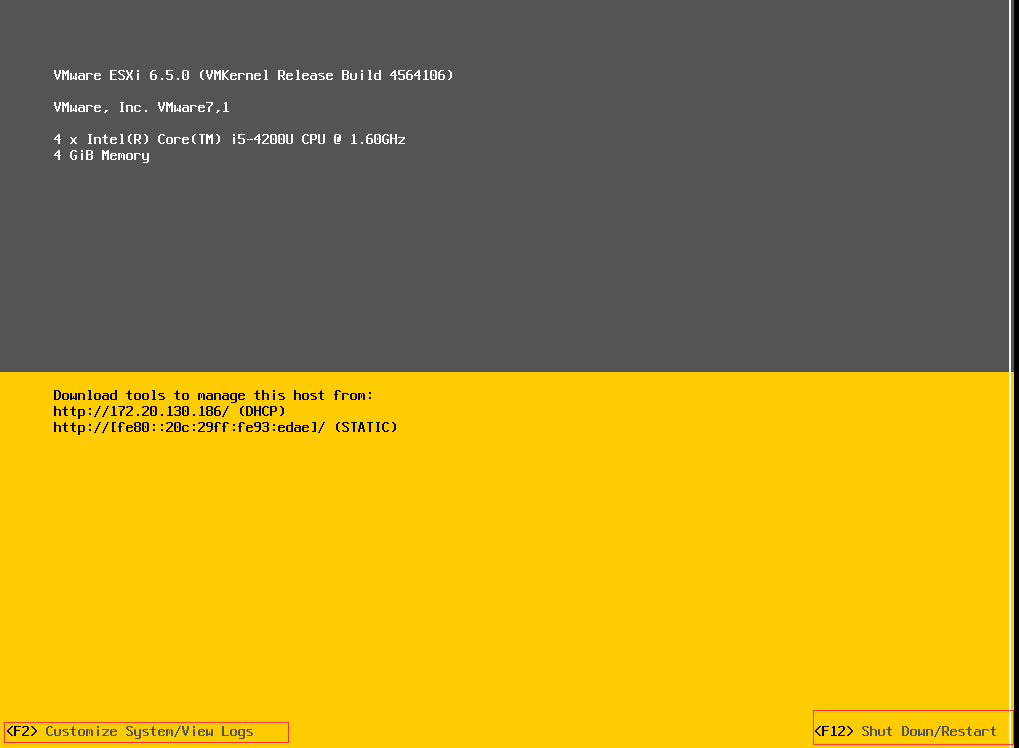 VMware ESXi 6.5.0 (VMKernel Release Build 4564106)
VMware, Inc. VMware7,1
4 x Intel(R) Core(TM) i5-4200U CPU @ 1.60GHz
4 GiB Memory
Download tools to manage this host from:
http://172.20.130.186/ (DHCP)
http://[fe80::20c:29ff:fe93:edae]/ (STATIC)
<F2> Customize System/View Logs
<F12> Shut Down/Restart